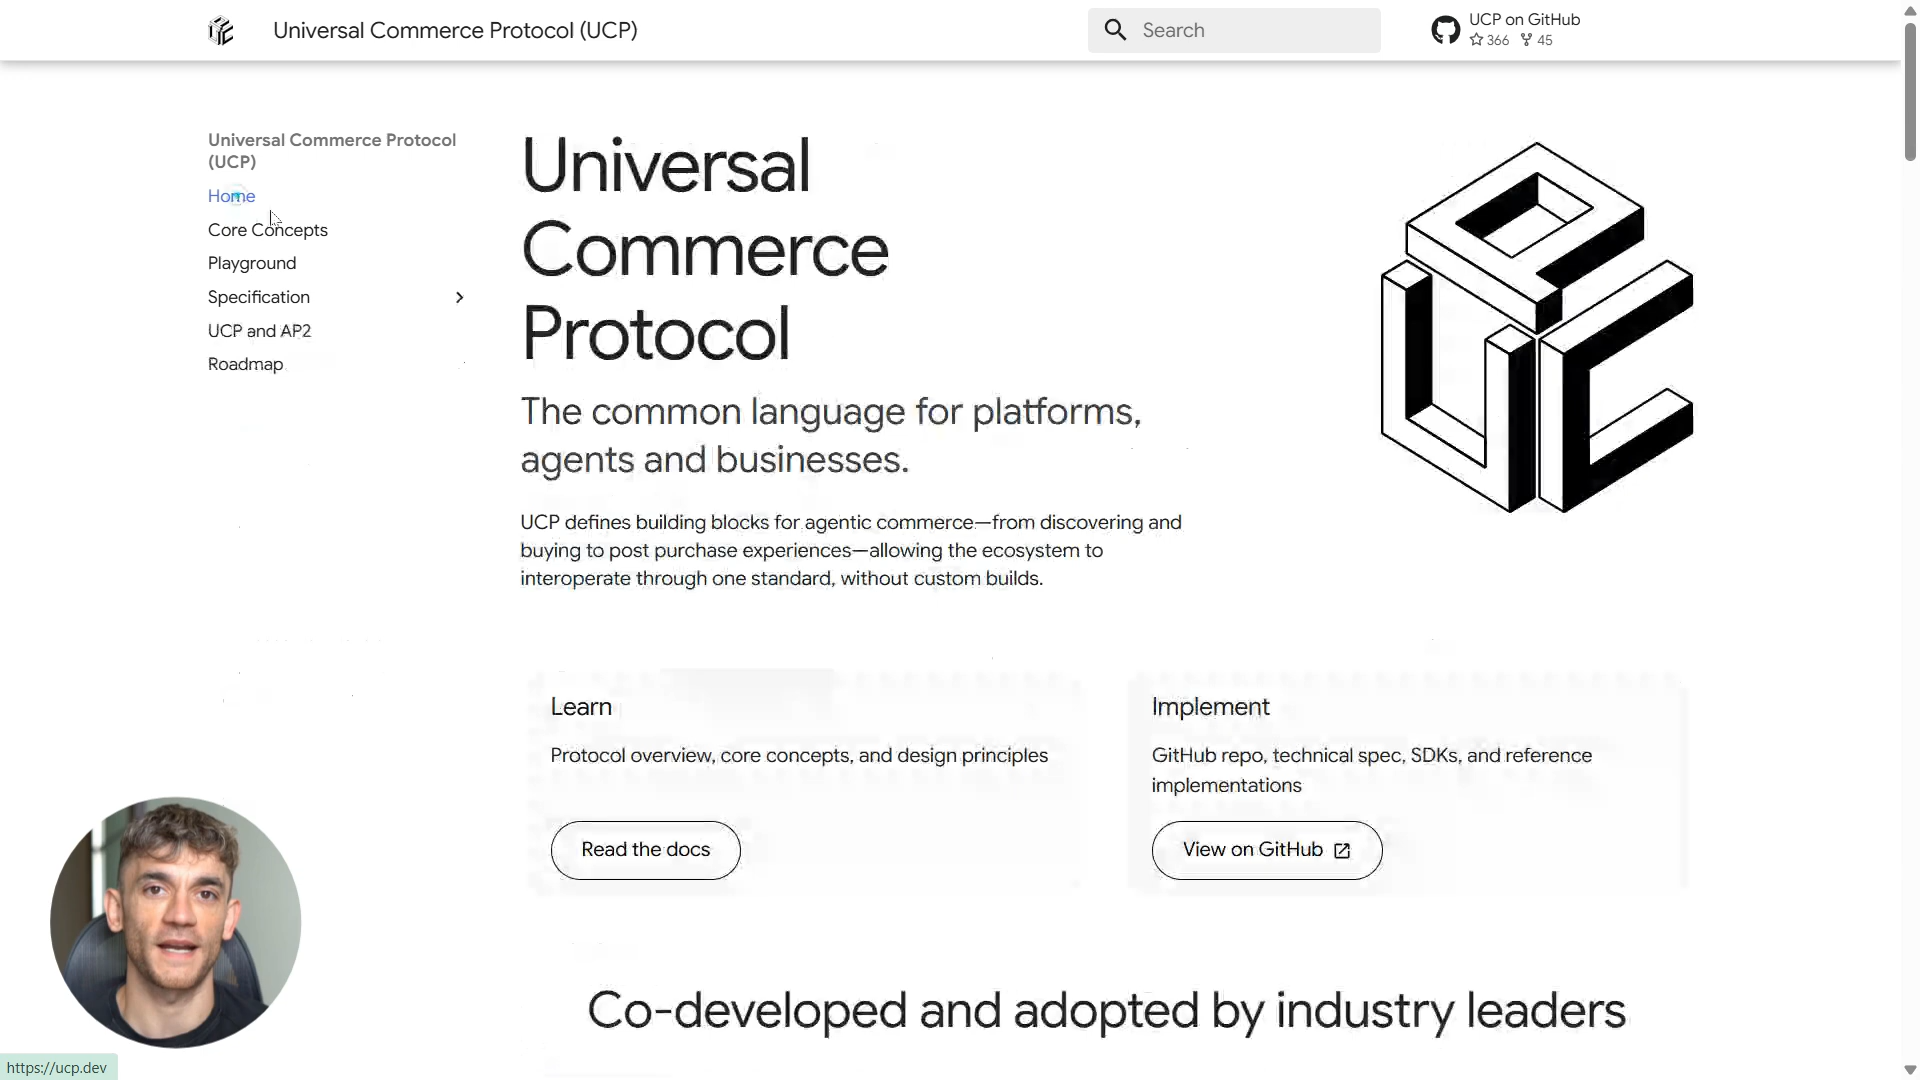 Universal Commerce Protocol (UCP)
Search
UCP on GitHub
366 45
Universal Commerce Protocol
(UCP)
Home
Core Concepts
Playground
Specification
UCP and AP2
Roadmap
Universal
Commerce
Protocol
The common language for platforms,
agents and businesses.
UCP defines building blocks for agentic commerce—from discovering and
buying to post purchase experiences—allowing the ecosystem to
interoperate through one standard, without custom builds.
Learn
Protocol overview, core concepts, and design principles
Read the docs
Implement
GitHub repo, technical spec, SDKs, and reference
implementations
View on GitHub
Co-developed and adopted by industry leaders
https://ucp.dev